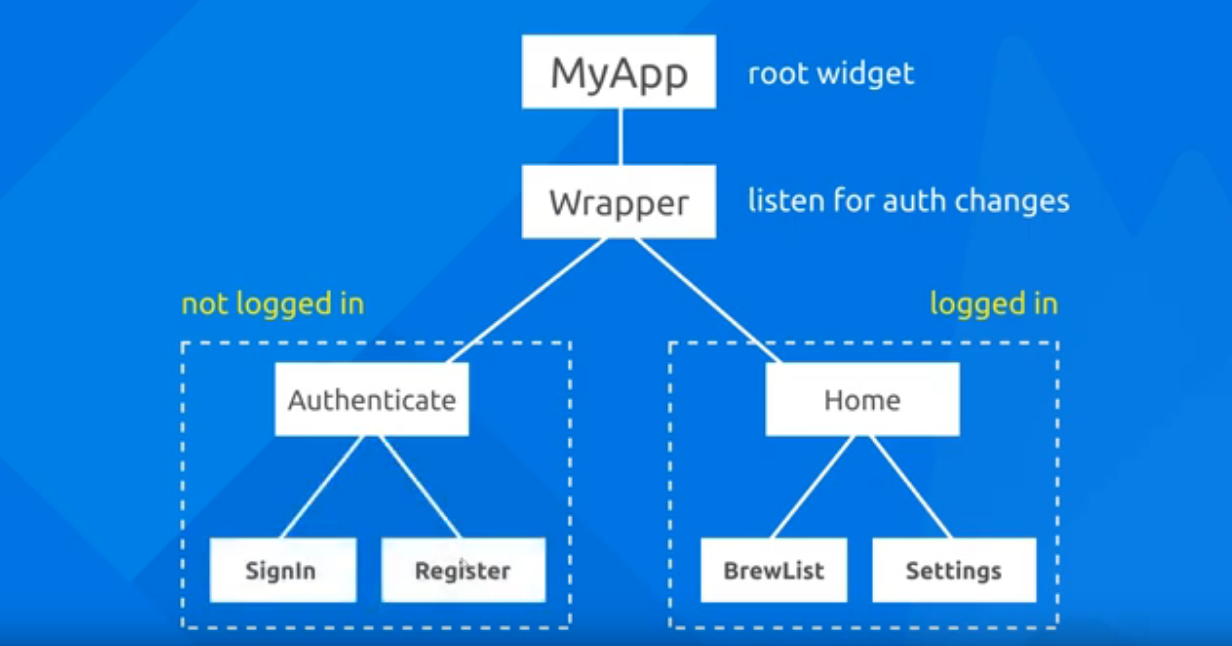 MyApp
root widget
Wrapper
listen for auth changes
not logged in
logged in
Authenticate
Home
SignIn
Register
BrewList
Settings